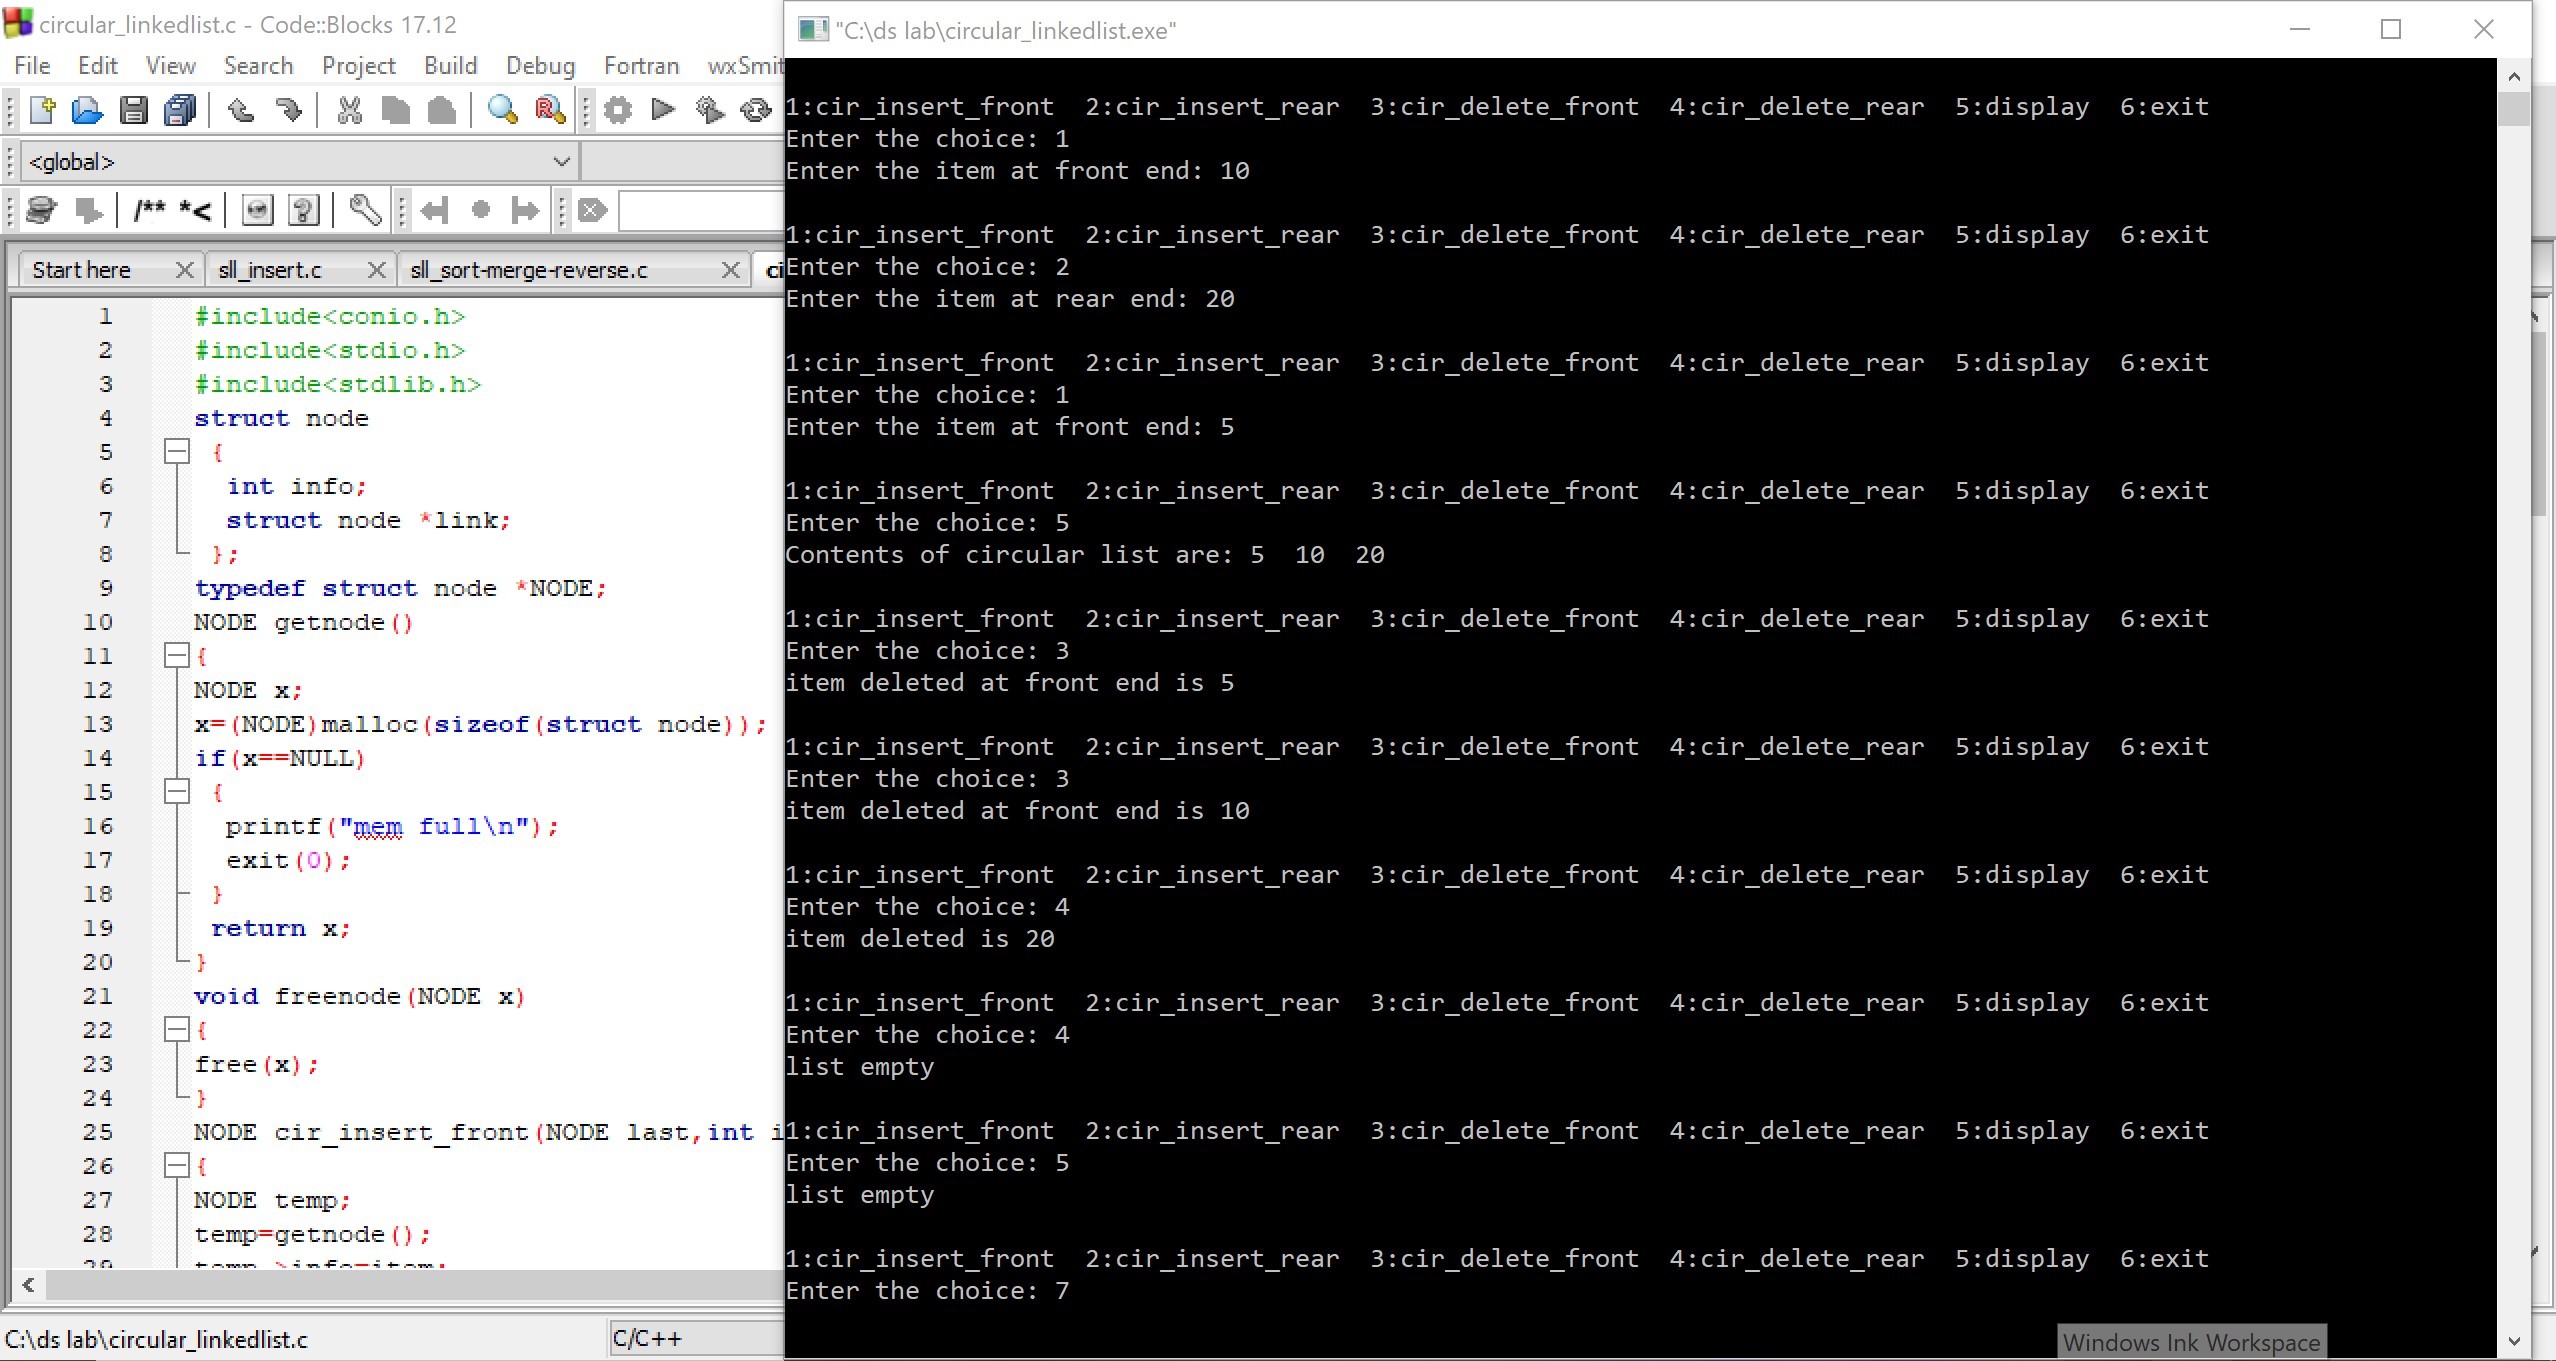 circular_linkedlist.c - Code::Blocks 17.12
File Edit View Search Project Build Debug Fortran wxSmit
<global>
/** *<
Start here sll_insert.c sll_sort-merge-reverse.c ci
1 #include<conio.h>
2 #include<stdio.h>
3 #include<stdlib.h>
4 struct node
5 {
6 int info;
7 struct node *link;
8 };
9 typedef struct node *NODE;
10 NODE getnode()
11 {
12 NODE x;
13 x=(NODE)malloc(sizeof(struct node));
14 if(x==NULL)
15 {
16 printf("mem full\n");
17 exit(0);
18 }
19 return x;
20 }
21 void freenode(NODE x)
22 {
23 free(x);
24 }
25 NODE cir_insert_front(NODE last,int i
26 {
27 NODE temp;
28 temp=getnode();
29 temp->info=item;
C:\ds lab\circular_linkedlist.c C/C++
"C:\ds lab\circular_linkedlist.exe"
1:cir_insert_front 2:cir_insert_rear 3:cir_delete_front 4:cir_delete_rear 5:display 6:exit
Enter the choice: 1
Enter the item at front end: 10
1:cir_insert_front 2:cir_insert_rear 3:cir_delete_front 4:cir_delete_rear 5:display 6:exit
Enter the choice: 2
Enter the item at rear end: 20
1:cir_insert_front 2:cir_insert_rear 3:cir_delete_front 4:cir_delete_rear 5:display 6:exit
Enter the choice: 1
Enter the item at front end: 5
1:cir_insert_front 2:cir_insert_rear 3:cir_delete_front 4:cir_delete_rear 5:display 6:exit
Enter the choice: 5
Contents of circular list are: 5 10 20
1:cir_insert_front 2:cir_insert_rear 3:cir_delete_front 4:cir_delete_rear 5:display 6:exit
Enter the choice: 3
item deleted at front end is 5
1:cir_insert_front 2:cir_insert_rear 3:cir_delete_front 4:cir_delete_rear 5:display 6:exit
Enter the choice: 3
item deleted at front end is 10
1:cir_insert_front 2:cir_insert_rear 3:cir_delete_front 4:cir_delete_rear 5:display 6:exit
Enter the choice: 4
item deleted is 20
1:cir_insert_front 2:cir_insert_rear 3:cir_delete_front 4:cir_delete_rear 5:display 6:exit
Enter the choice: 4
list empty
1:cir_insert_front 2:cir_insert_rear 3:cir_delete_front 4:cir_delete_rear 5:display 6:exit
Enter the choice: 5
list empty
1:cir_insert_front 2:cir_insert_rear 3:cir_delete_front 4:cir_delete_rear 5:display 6:exit
Enter the choice: 7
Windows Ink Workspace